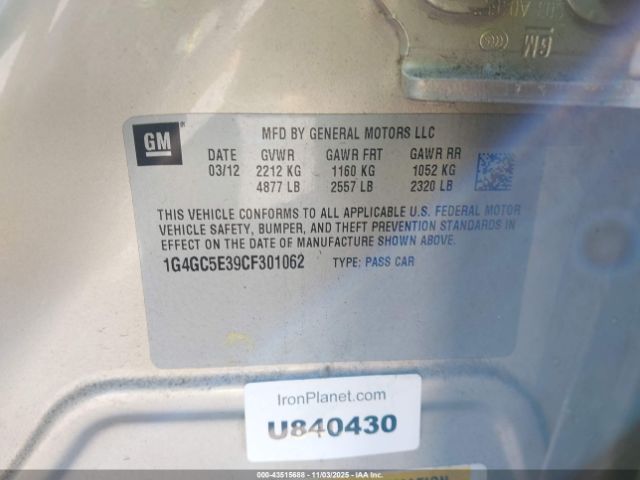 GM
GM
MFD BY GENERAL MOTORS LLC
DATE GVWR GAWR FRT GAWR RR
03/12 2212 KG 1160 KG 1052 KG
4877 LB 2557 LB 2320 LB
THIS VEHICLE CONFORMS TO ALL APPLICABLE U.S. FEDERAL MOTOR
VEHICLE SAFETY, BUMPER, AND THEFT PREVENTION STANDARDS IN
EFFECT ON THE DATE OF MANUFACTURE SHOWN ABOVE.
1G4GC5E39CF301062 TYPE: PASS CAR
IronPlanet.com
U840430
000-43515688 - 11/03/2025 - Copyright IAA, LLC.